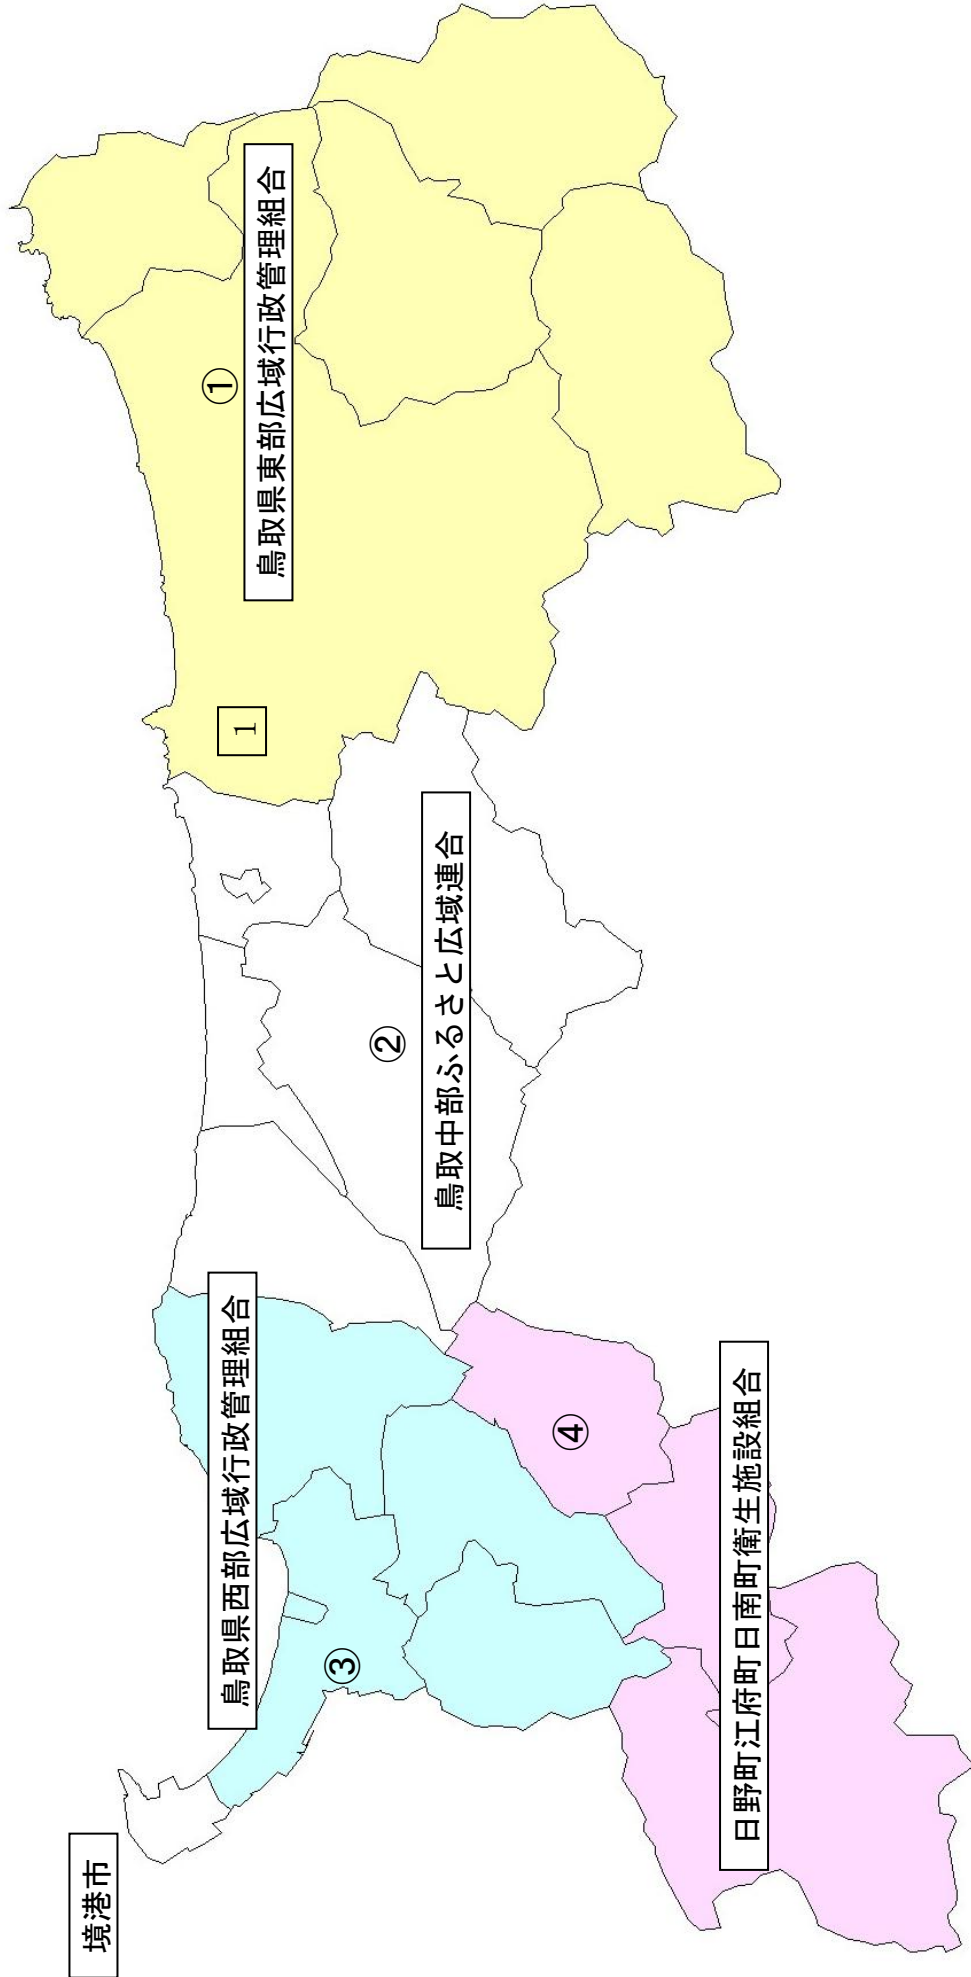 境港市
鳥取県西部広域行政管理組合
③
④
日野町江府町日南町衛生施設組合
②
鳥取中部ふるさと広域連合
1
①
鳥取県東部広域行政管理組合